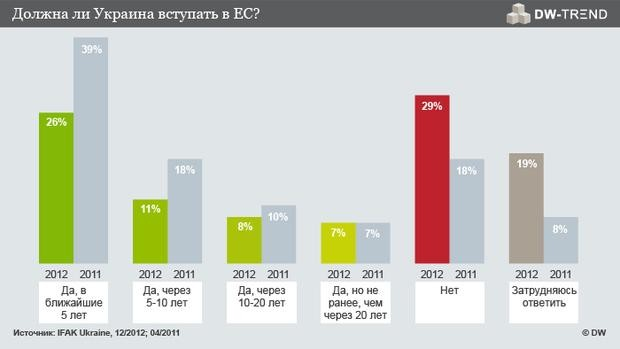 Должна ли Украина вступать в ЕС?
DW-TREND
26%
39%
11%
18%
8%
10%
7%
7%
29%
18%
19%
8%
2012 2011
2012 2011
2012 2011
2012 2011
2012 2011
2012 2011
Да, в
ближайшие
5 лет
Да, через
5-10 лет
Да, через
10-20 лет
Да, но не
ранее, чем
через 20 лет
Нет
Затрудняюсь
ответить
Источник: IFAK Ukraine, 12/2012; 04/2011
© DW